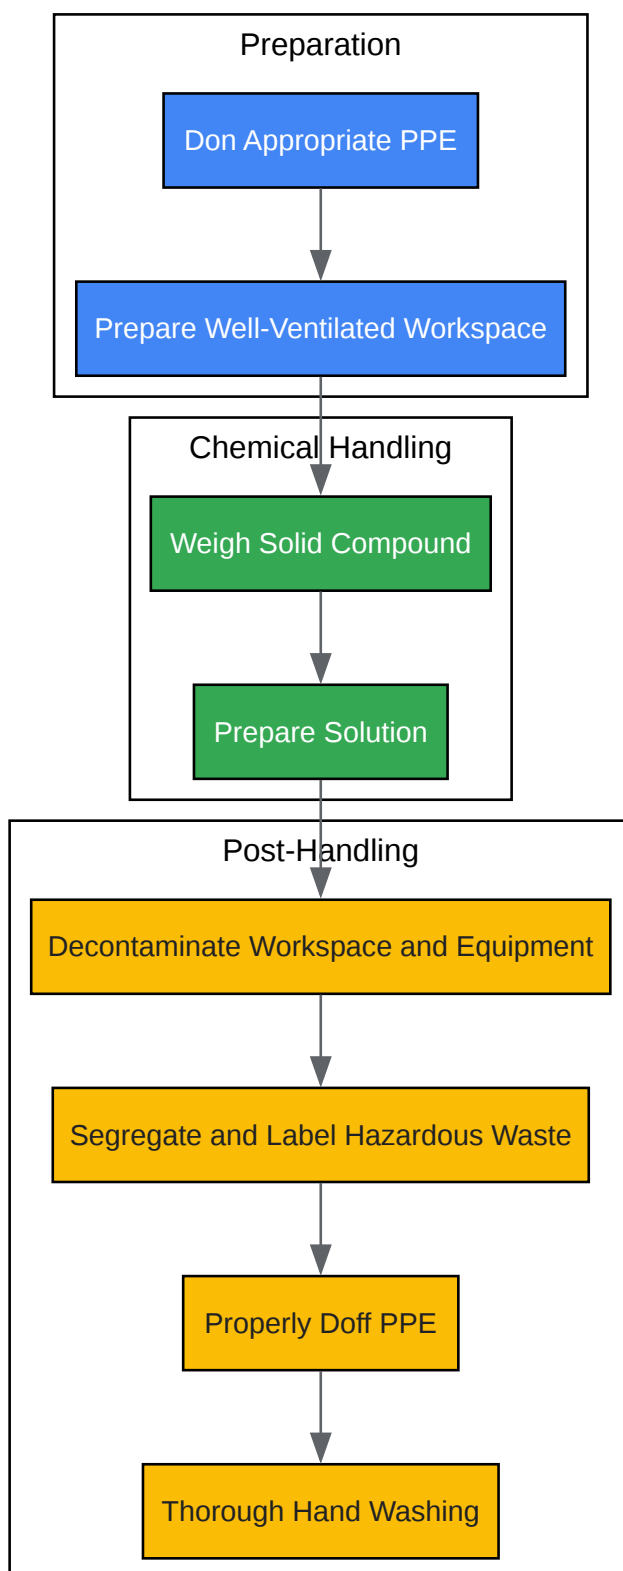 Preparation
Don Appropriate PPE
Prepare Well-Ventilated Workspace
Chemical Handling
Weigh Solid Compound
Prepare Solution
Post-Handling
Decontaminate Workspace and Equipment
Segregate and Label Hazardous Waste
Properly Doff PPE
Thorough Hand Washing